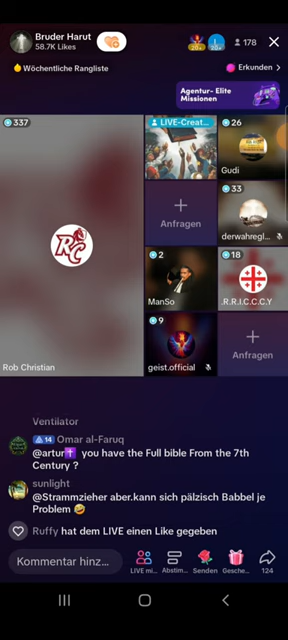 Bruder Harut
58.7K Likes
20+
20+
178
Wöchentliche Rangliste
Erkunden >
Agentur- Elite
Missionen
337
LIVE-Creat...
26
Gudi
Anfragen
33
derwahregl...
RC
2
ManSo
18
.R.R.I.C.C.C.Y
Rob Christian
9
geist.official
Anfragen
Ventilator
14 Omar al-Faruq
@artur✝️ you have the Full bible From the 7th
Century ?
sunlight
@Strammzieher aber.kann sich pälzisch Babbel je
Problem 🤣
Ruffy hat dem LIVE einen Like gegeben
Kommentar hinz...
LIVE mi...
Abstim...
Senden
Gesche...
124